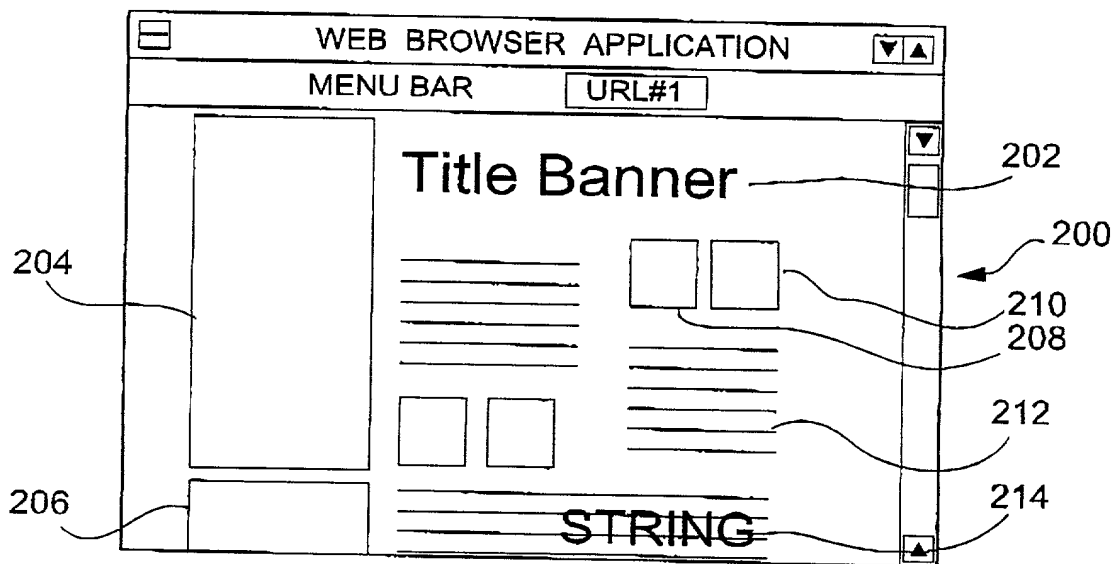 WEB BROWSER APPLICATION
MENU BAR URL#1
Title Banner
202
200
204
210
208
212
206
214
STRING